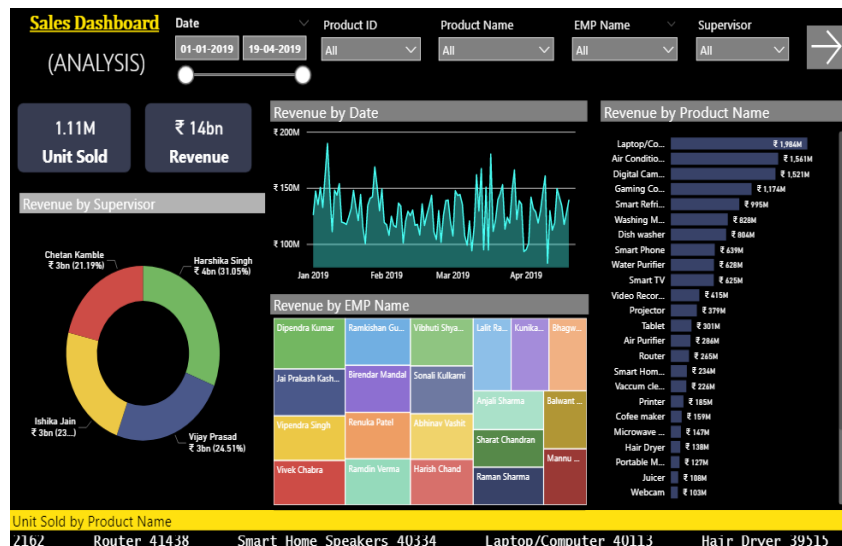 Sales Dashboard
(ANALYSIS)
Date
01-01-2019 19-04-2019
Product ID
All
Product Name
All
EMP Name
All
Supervisor
All
1.11M
Unit Sold
₹ 14bn
Revenue
Revenue by Supervisor
Chetan Kamble
₹ 3bn (21.19%)
Harshika Singh
₹ 4bn (31.05%)
Ishika Jain
₹ 3bn (23...)
Vijay Prasad
₹ 3bn (24.51%)
Revenue by Date
₹ 200M
₹ 150M
₹ 100M
Jan 2019 Feb 2019 Mar 2019 Apr 2019
Revenue by EMP Name
Dipendra Kumar
Jai Prakash Kash...
Vipendra Singh
Vivek Chabra
Ramkishan Gu...
Birendar Mandal
Renuka Patel
Ramdin Verma
Vibhuti Shya...
Sonali Kulkarni
Abhinav Vashit
Harish Chand
Lalit Ra...
Kunika...
Bhagw...
Anjali Sharma
Sharat Chandran
Raman Sharma
Balwant ...
Mannu ...
Revenue by Product Name
Laptop/Co... ₹ 1,984M
Air Conditio... ₹ 1,561M
Digital Cam... ₹ 1,521M
Gaming Co... ₹ 1,174M
Smart Refri... ₹ 995M
Washing M... ₹ 828M
Dish washer ₹ 804M
Smart Phone ₹ 639M
Water Purifier ₹ 628M
Smart TV ₹ 625M
Video Recor... ₹ 415M
Projector ₹ 379M
Tablet ₹ 301M
Air Purifier ₹ 286M
Router ₹ 265M
Smart Hom... ₹ 234M
Vaccum cle... ₹ 226M
Printer ₹ 185M
Cofee maker ₹ 159M
Microwave ... ₹ 147M
Hair Dryer ₹ 138M
Portable M... ₹ 127M
Juicer ₹ 108M
Webcam ₹ 103M
Unit Sold by Product Name
2162 Router 41438 Smart Home Speakers 40334 Laptop/Computer 40113 Hair Dryer 39515